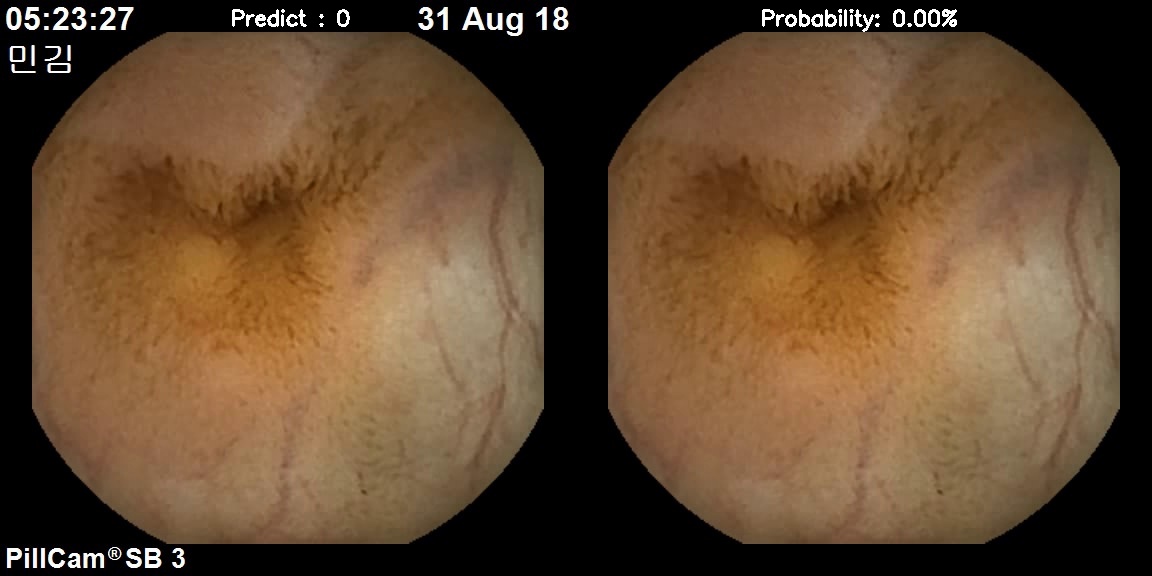 05:23:27 Predict : 0 31 Aug 18 Probability: 0.00%
민김
PillCam® SB 3